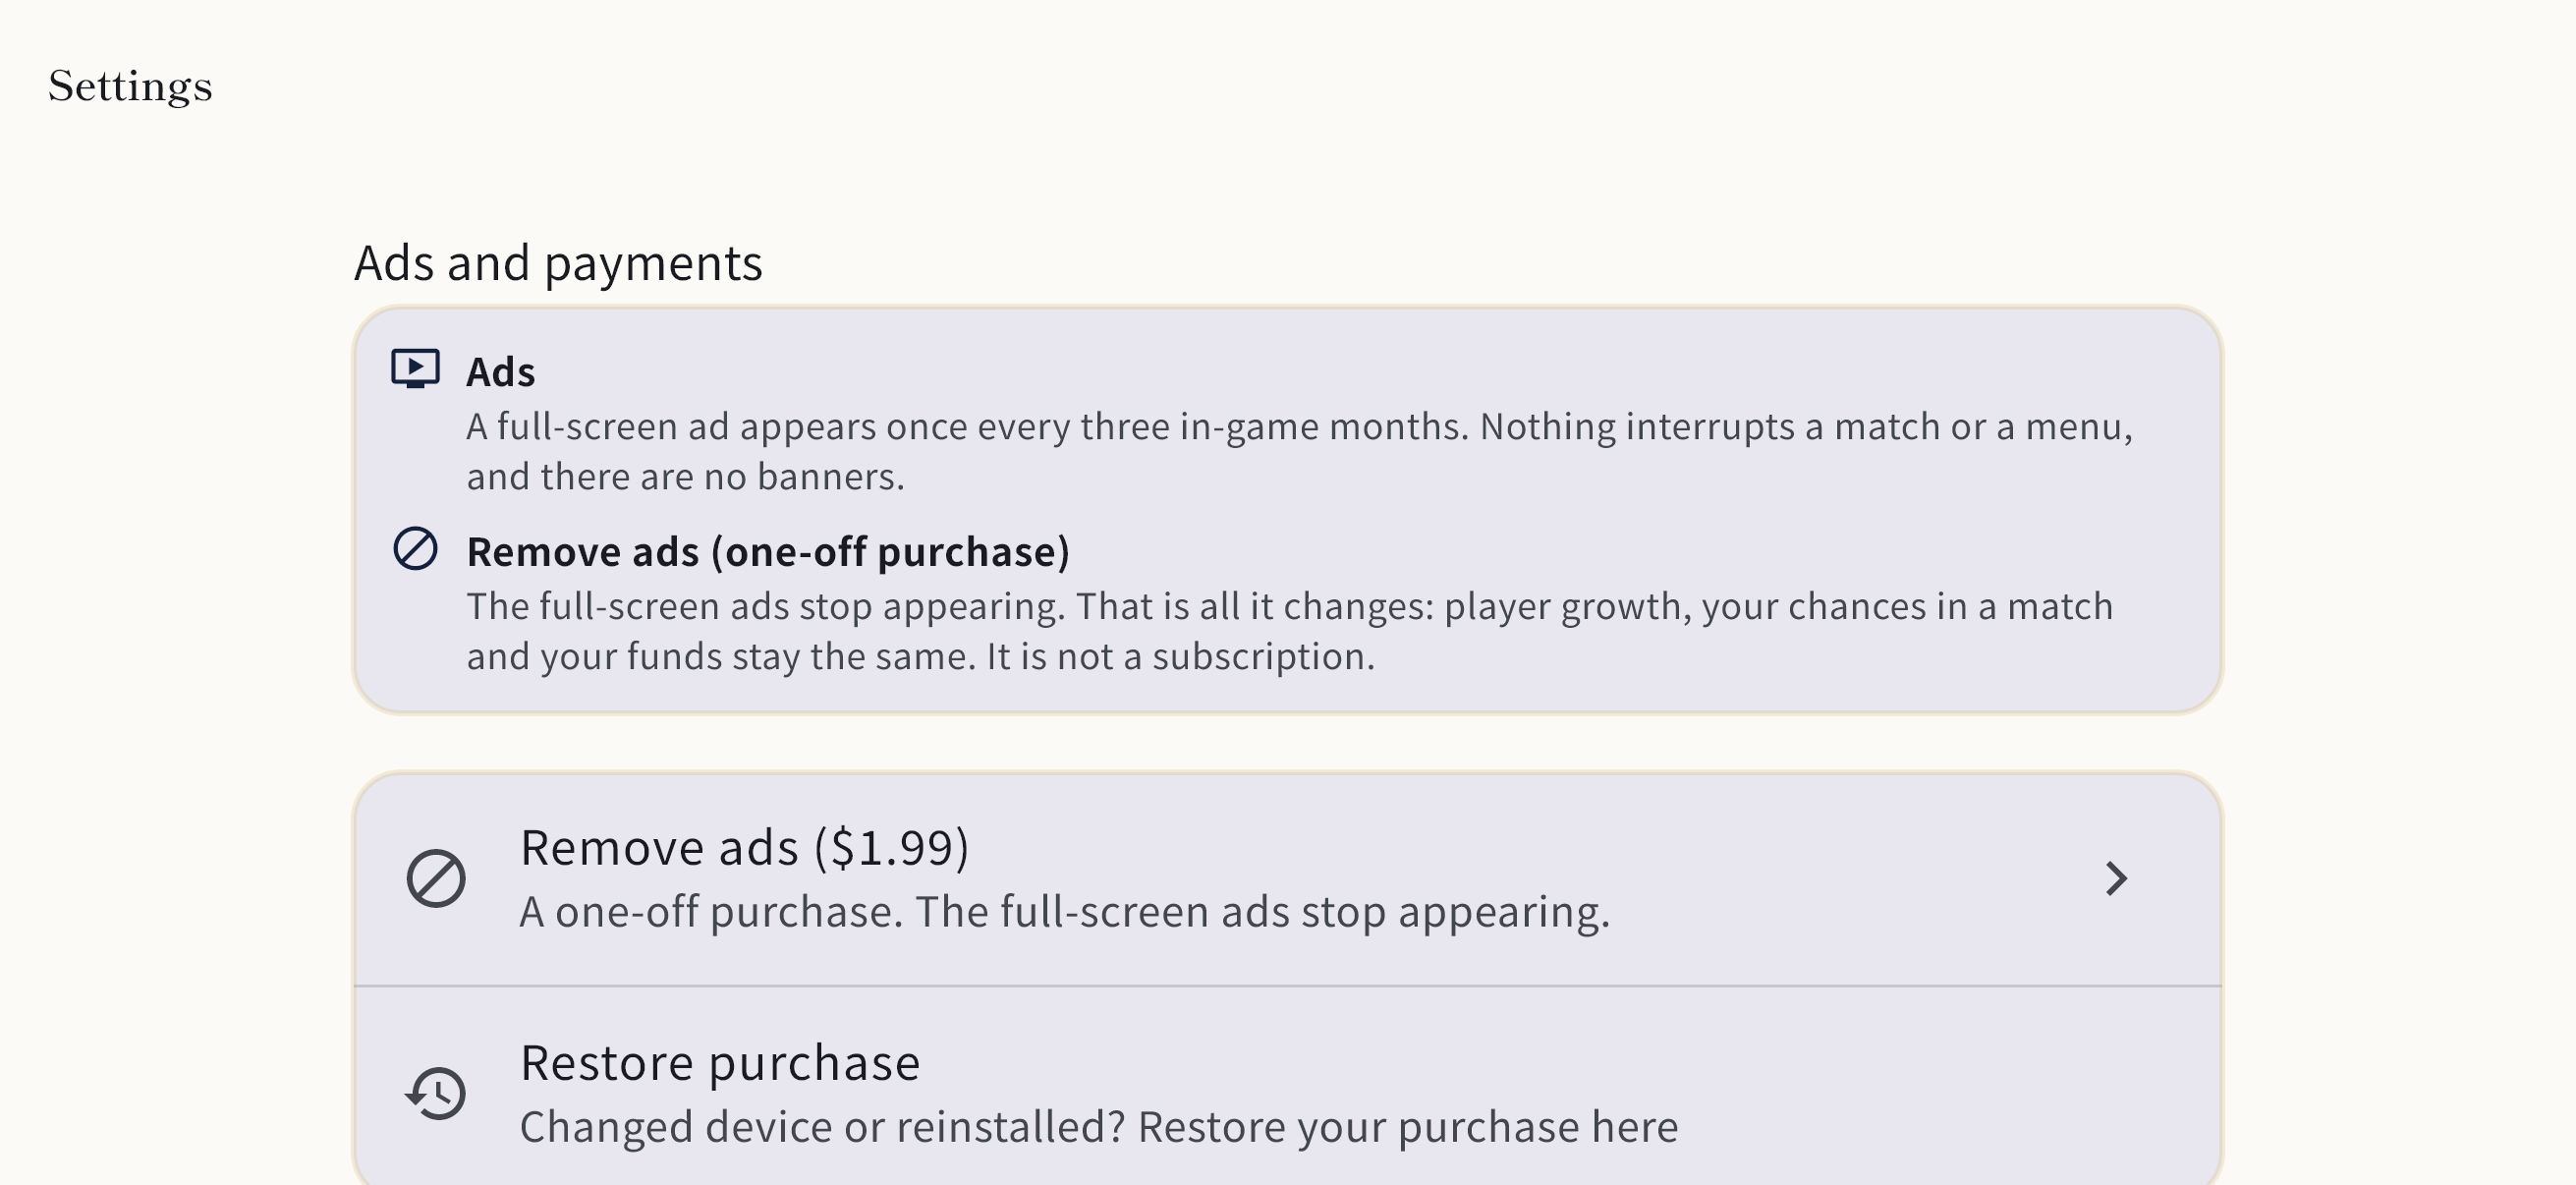 Settings
Ads and payments
Ads
A full-screen ad appears once every three in-game months. Nothing interrupts a match or a menu,
and there are no banners.
Remove ads (one-off purchase)
The full-screen ads stop appearing. That is all it changes: player growth, your chances in a match
and your funds stay the same. It is not a subscription.
Remove ads ($1.99)
A one-off purchase. The full-screen ads stop appearing.
Restore purchase
Changed device or reinstalled? Restore your purchase here